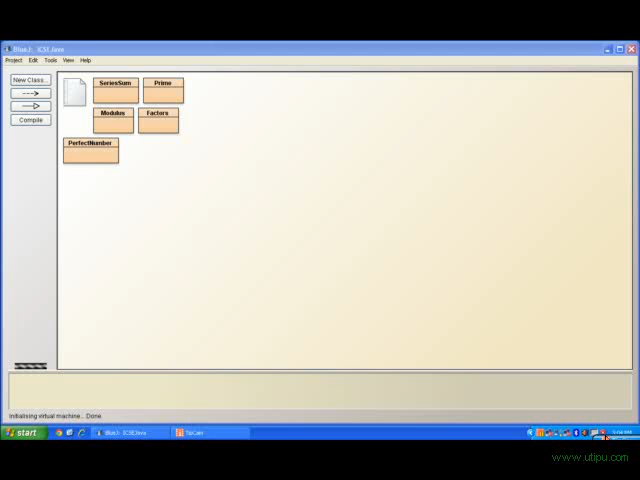 BlueJ: ICSEJava
Project Edit Tools View Help
New Class...
SeriesSum Prime
Compile
Modulus Factors
PerfectNumber
Initialising virtual machine... Done.
start BlueJ: ICSEJava TipCam
www.utipu.com